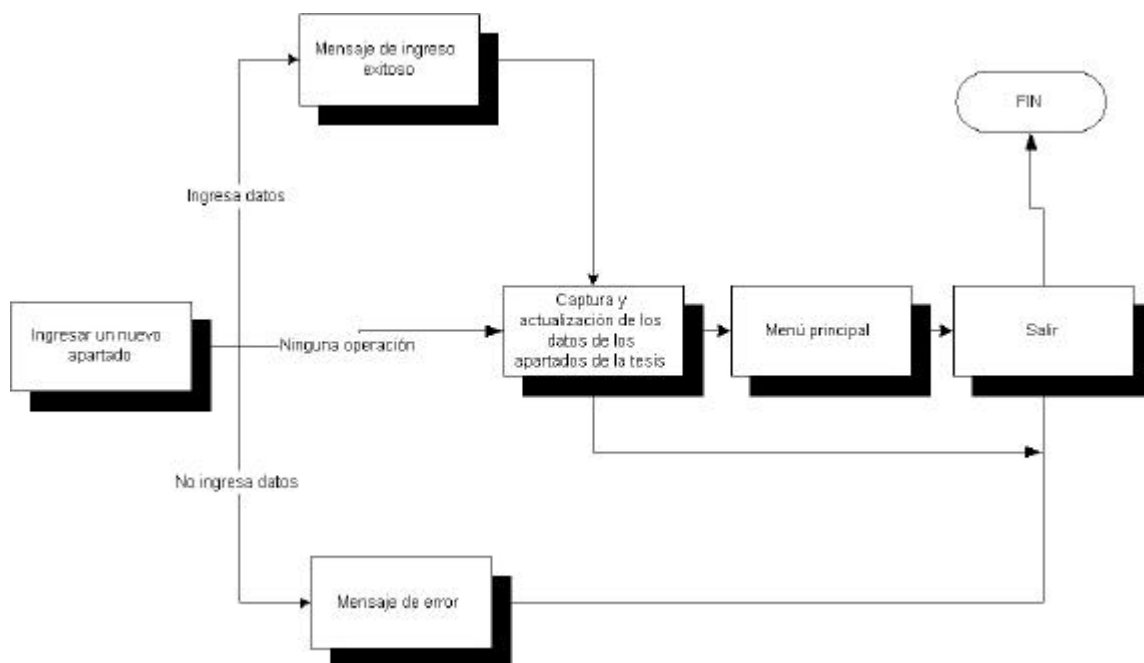 Mensaje de ingreso
exitoso
FIN
Ingresa datos
Ingresar un nuevo
apartado
Ninguna operación
Captura y
actualización de los
datos de los
apartados de la tesis
Menú principal
Salir
No ingresa datos
Mensaje de error